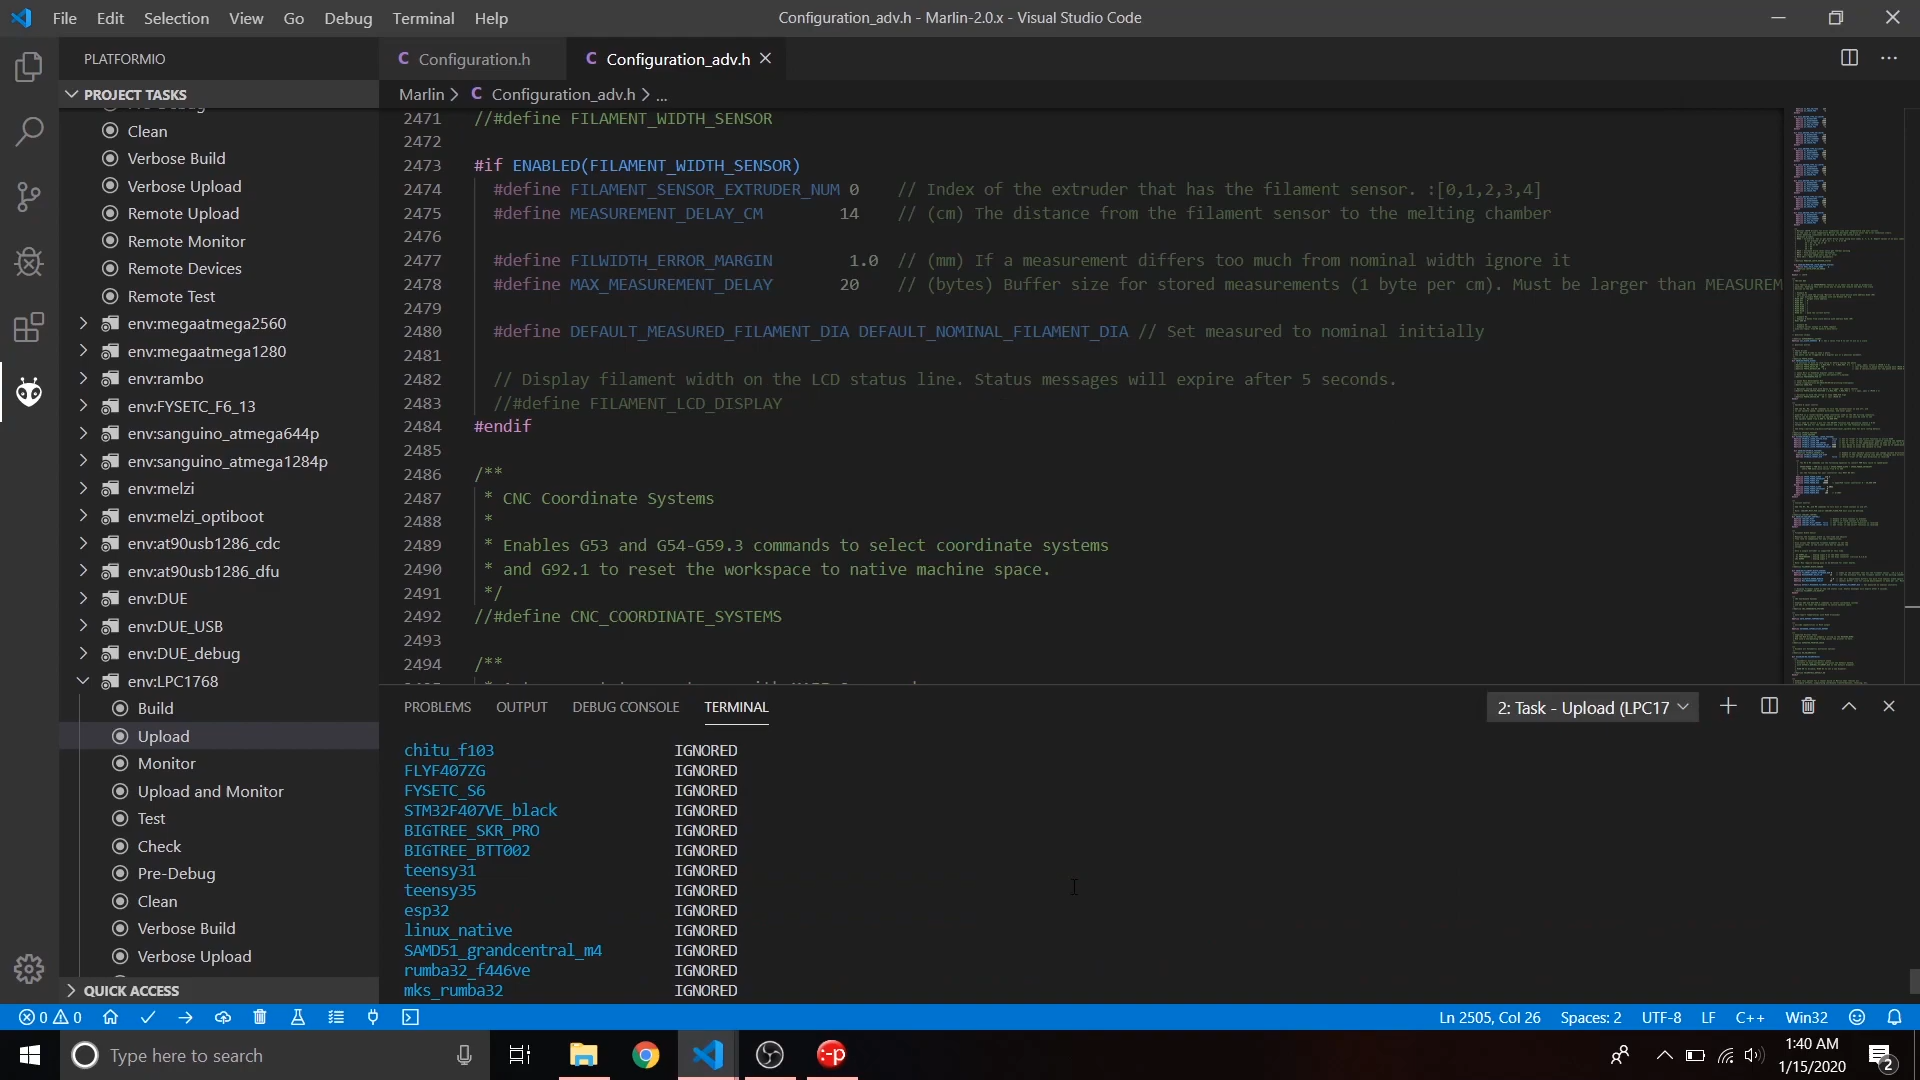 File Edit Selection View Go Debug Terminal Help
Configuration_adv.h - Marlin-2.0.x - Visual Studio Code
PLATFORMIO
PROJECT TASKS
Clean
Verbose Build
Verbose Upload
Remote Upload
Remote Monitor
Remote Devices
Remote Test
env:megaatmega2560
env:megaatmega1280
env:rambo
env:FYSETC_F6_13
env:sanguino_atmega644p
env:sanguino_atmega1284p
env:melzi
env:melzi_optiboot
env:at90usb1286_cdc
env:at90usb1286_dfu
env:DUE
env:DUE_USB
env:DUE_debug
env:LPC1768
Build
Upload
Monitor
Upload and Monitor
Test
Check
Pre-Debug
Clean
Verbose Build
Verbose Upload
QUICK ACCESS
C Configuration.h
C Configuration_adv.h
Marlin > C Configuration_adv.h > ...
2471 //#define FILAMENT_WIDTH_SENSOR
2472
2473 #if ENABLED(FILAMENT_WIDTH_SENSOR)
2474 #define FILAMENT_SENSOR_EXTRUDER_NUM 0 // Index of the extruder that has the filament sensor. :[0,1,2,3,4]
2475 #define MEASUREMENT_DELAY_CM 14 // (cm) The distance from the filament sensor to the melting chamber
2476
2477 #define FILWIDTH_ERROR_MARGIN 1.0 // (mm) If a measurement differs too much from nominal width ignore it
2478 #define MAX_MEASUREMENT_DELAY 20 // (bytes) Buffer size for stored measurements (1 byte per cm). Must be larger than MEASUREM
2479
2480 #define DEFAULT_MEASURED_FILAMENT_DIA DEFAULT_NOMINAL_FILAMENT_DIA // Set measured to nominal initially
2481
2482 // Display filament width on the LCD status line. Status messages will expire after 5 seconds.
2483 //#define FILAMENT_LCD_DISPLAY
2484 #endif
2485
2486 /**
2487 * CNC Coordinate Systems
2488 *
2489 * Enables G53 and G54-G59.3 commands to select coordinate systems
2490 * and G92.1 to reset the workspace to native machine space.
2491 */
2492 //#define CNC_COORDINATE_SYSTEMS
2493
2494 /**
PROBLEMS OUTPUT DEBUG CONSOLE TERMINAL
2: Task - Upload (LPC17
chitu_f103 IGNORED
FLYF407ZG IGNORED
FYSETC_S6 IGNORED
STM32F407VE_black IGNORED
BIGTREE_SKR_PRO IGNORED
BIGTREE_BTT002 IGNORED
teensy31 IGNORED
teensy35 IGNORED
esp32 IGNORED
linux_native IGNORED
SAMD51_grandcentral_m4 IGNORED
rumba32_f446ve IGNORED
mks_rumba32 IGNORED
0 0
Ln 2505, Col 26 Spaces: 2 UTF-8 LF C++ Win32
Type here to search
:-p
1:40 AM
1/15/2020
2